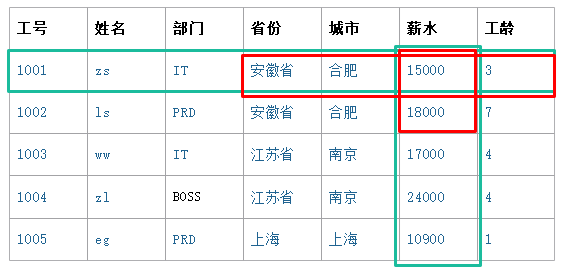 工号 姓名 部门 省份 城市 薪水 工龄
1001 zs IT 安徽省 合肥 15000 3
1002 ls PRD 安徽省 合肥 18000 7
1003 ww IT 江苏省 南京 17000 4
1004 zl BOSS 江苏省 南京 24000 4
1005 eg PRD 上海 上海 10900 1